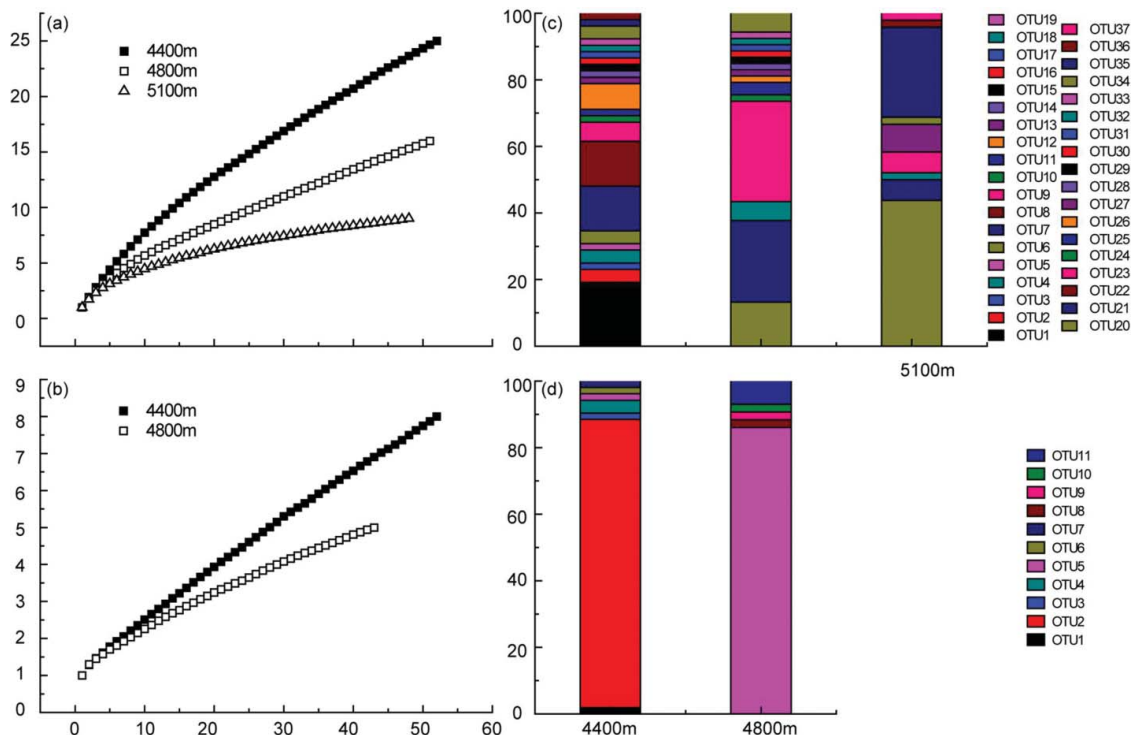 (a)
4400m
4800m
5100m
25
20
15
10
5
0
(c)
100
80
60
40
20
0
5100m
OTU19
OTU18
OTU17
OTU16
OTU15
OTU14
OTU13
OTU12
OTU11
OTU10
OTU9
OTU8
OTU7
OTU6
OTU5
OTU4
OTU3
OTU2
OTU1
OTU37
OTU36
OTU35
OTU34
OTU33
OTU32
OTU31
OTU30
OTU29
OTU28
OTU27
OTU26
OTU25
OTU24
OTU23
OTU22
OTU21
OTU20
(b)
4400m
4800m
9
8
7
6
5
4
3
2
1
0
0 10 20 30 40 50 60
(d)
100
80
60
40
20
0
4400m 4800m
OTU11
OTU10
OTU9
OTU8
OTU7
OTU6
OTU5
OTU4
OTU3
OTU2
OTU1